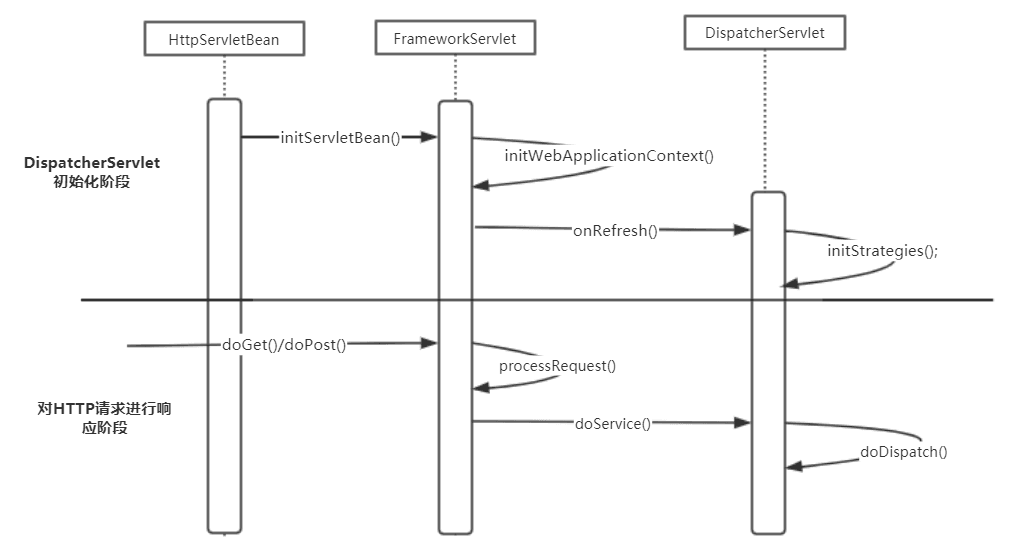 HttpServletBean
FrameworkServlet
DispatcherServlet
initServletBean()
initWebApplicationContext()
DispatcherServlet
初始化阶段
onRefresh()
initStrategies();
doGet()/doPost()
processRequest()
对HTTP请求进行响
应阶段
doService()
doDispatch()